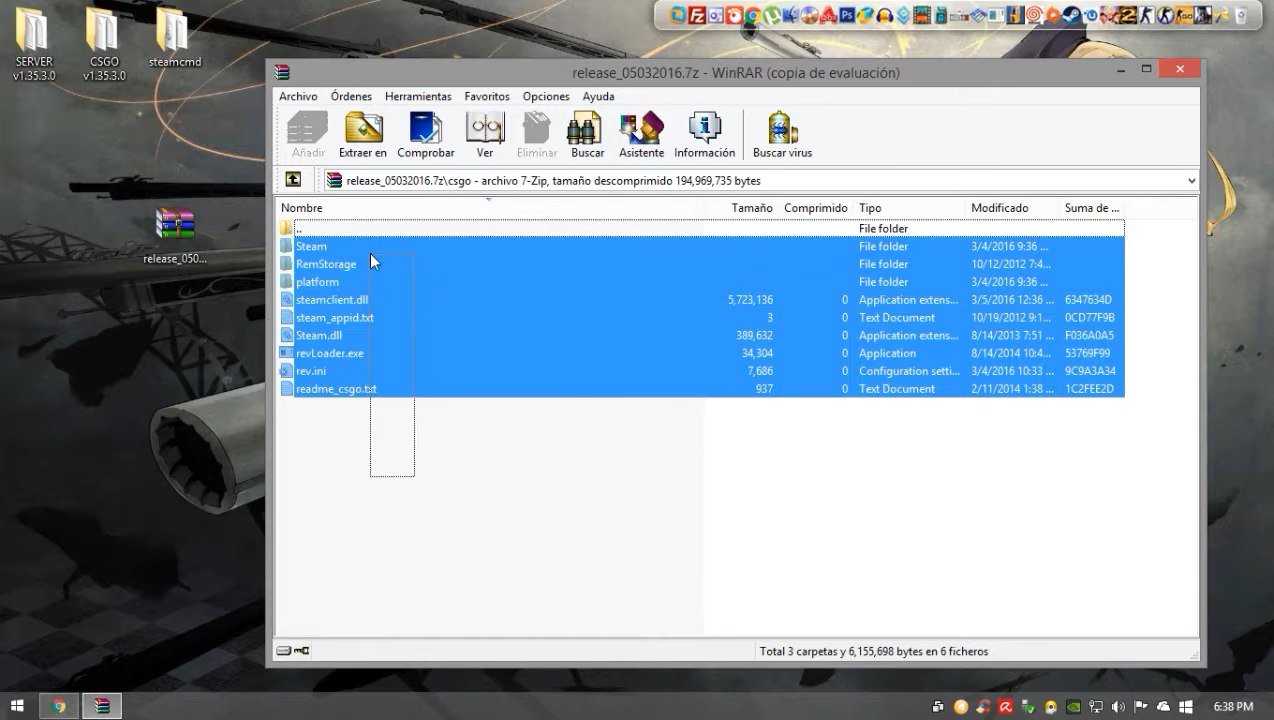 SERVER v1.35.3.0
CSGO v1.35.3.0
steamcmd
release_050...
release_05032016.7z - WinRAR (copia de evaluación)
Archivo Órdenes Herramientas Favoritos Opciones Ayuda
Añadir Extraer en Comprobar Ver Eliminar Buscar Asistente Información Buscar virus
release_05032016.7z\csgo - archivo 7-Zip, tamaño descomprimido 194,969,735 bytes
Nombre Tamaño Comprimido Tipo Modificado Suma de ...
.. File folder
Steam File folder 3/4/2016 9:36 ...
RemStorage File folder 10/12/2012 7:4...
platform File folder 3/4/2016 9:36 ...
steamclient.dll 5,723,136 0 Application extens... 3/5/2016 12:36 ... 6347634D
steam_appid.txt 3 0 Text Document 10/19/2012 9:1... 0CD77F9B
Steam.dll 389,632 0 Application extens... 8/14/2013 7:51 ... F036A0A5
revLoader.exe 34,304 0 Application 8/14/2014 10:4... 53769F99
rev.ini 7,686 0 Configuration setti... 3/4/2016 10:33 ... 9C9A3A34
readme_csgo.txt 937 0 Text Document 2/11/2014 1:38 ... 1C2FEE2D
Total 3 carpetas y 6,155,698 bytes en 6 ficheros
6:38 PM